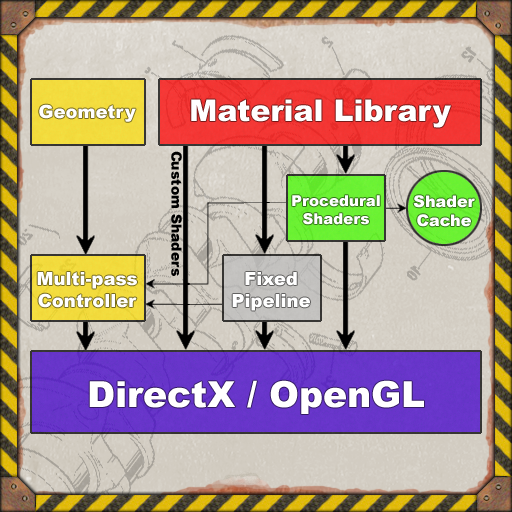 Geometry
Material Library
Custom Shaders
Procedural
Shaders
Shader
Cache
Multi-pass
Controller
Fixed
Pipeline
DirectX / OpenGL